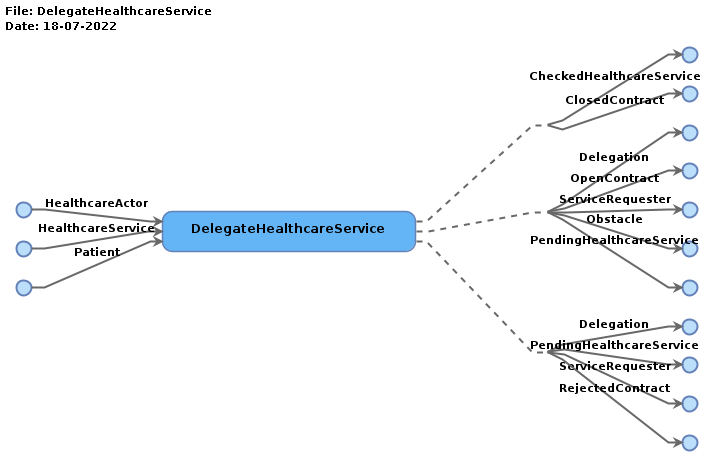 File: DelegateHealthcareService
Date: 18-07-2022
HealthcareActor
HealthcareService
Patient
DelegateHealthcareService
CheckedHealthcareService
ClosedContract
Delegation
OpenContract
ServiceRequester
Obstacle
PendingHealthcareService
Delegation
PendingHealthcareService
ServiceRequester
RejectedContract